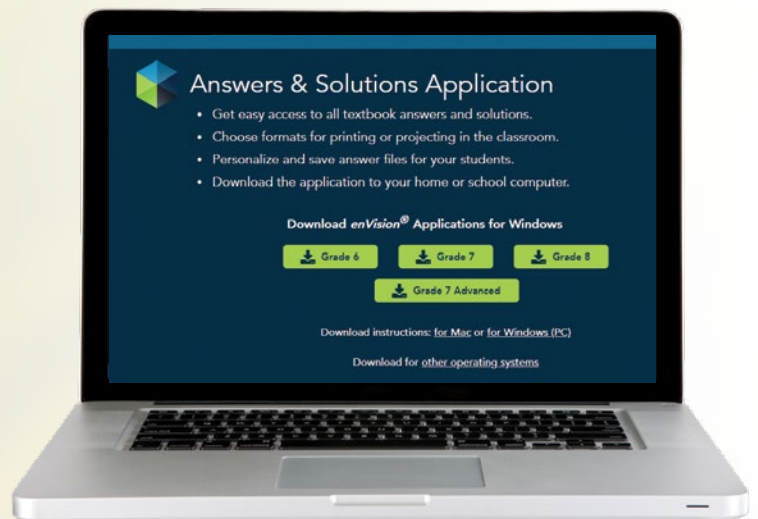 Answers & Solutions Application
• Get easy access to all textbook answers and solutions.
• Choose formats for printing or projecting in the classroom.
• Personalize and save answer files for your students.
• Download the application to your home or school computer.
Download enVision® Applications for Windows
Grade 6 Grade 7 Grade 8
Grade 7 Advanced
Download instructions: for Mac or for Windows (PC)
Download for other operating systems